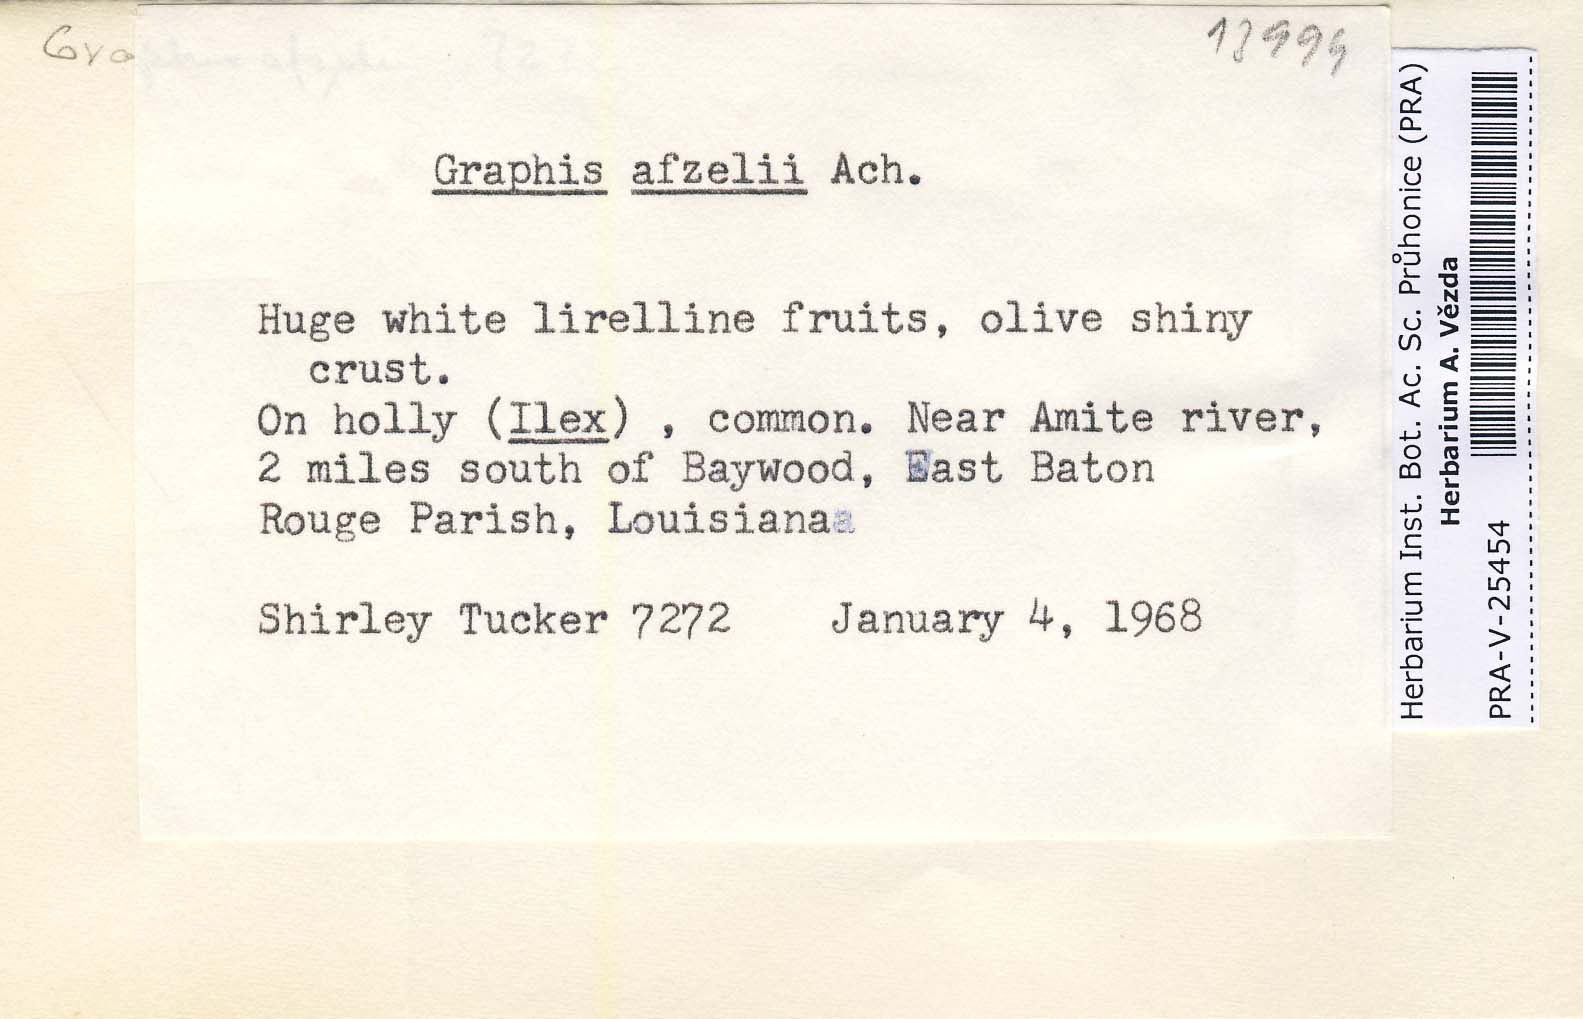 13999
Graphis afzelii Ach.
Huge white lirelline fruits, olive shiny
crust.
On holly (Ilex) , common. Near Amite river,
2 miles south of Baywood, East Baton
Rouge Parish, Louisiana
Shirley Tucker 7272 January 4, 1968
Herbarium Inst. Bot. Ac. Sc. Průhonice (PRA)
Herbarium A. Vězda
PRA-V-25454